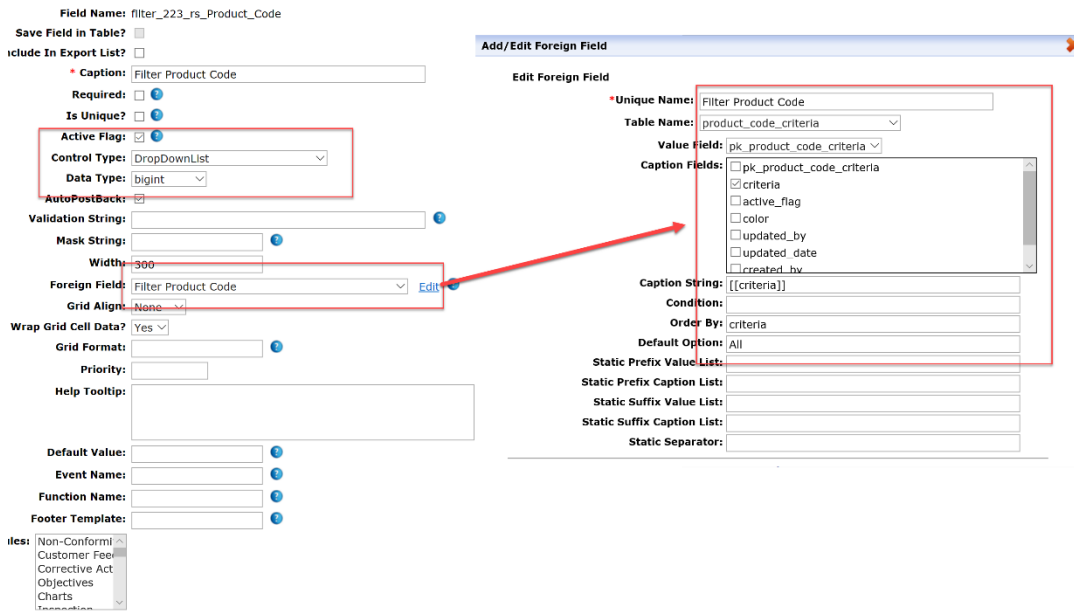 Field Name: filter_223_rs_Product_Code
Save Field in Table?
nclude In Export List?
* Caption: Filter Product Code
Required:
Is Unique?
Active Flag:
Control Type: DropDownList
Data Type: bigint
AutoPostBack:
Validation String:
Mask String:
Width: 300
Foreign Field: Filter Product Code Edit
Grid Align: None
Wrap Grid Cell Data? Yes
Grid Format:
Priority:
Help Tooltip:
Default Value:
Event Name:
Function Name:
Footer Template:
ules: Non-Conformi
Customer Fee
Corrective Act
Objectives
Charts
Inspection
Add/Edit Foreign Field
Edit Foreign Field
*Unique Name: Filter Product Code
Table Name: product_code_criteria
Value Field: pk_product_code_criteria
Caption Fields: pk_product_code_criteria
criteria
active_flag
color
updated_by
updated_date
created_by
Caption String: [[criteria]]
Condition:
Order By: criteria
Default Option: All
Static Prefix Value List:
Static Prefix Caption List:
Static Suffix Value List:
Static Suffix Caption List:
Static Separator: